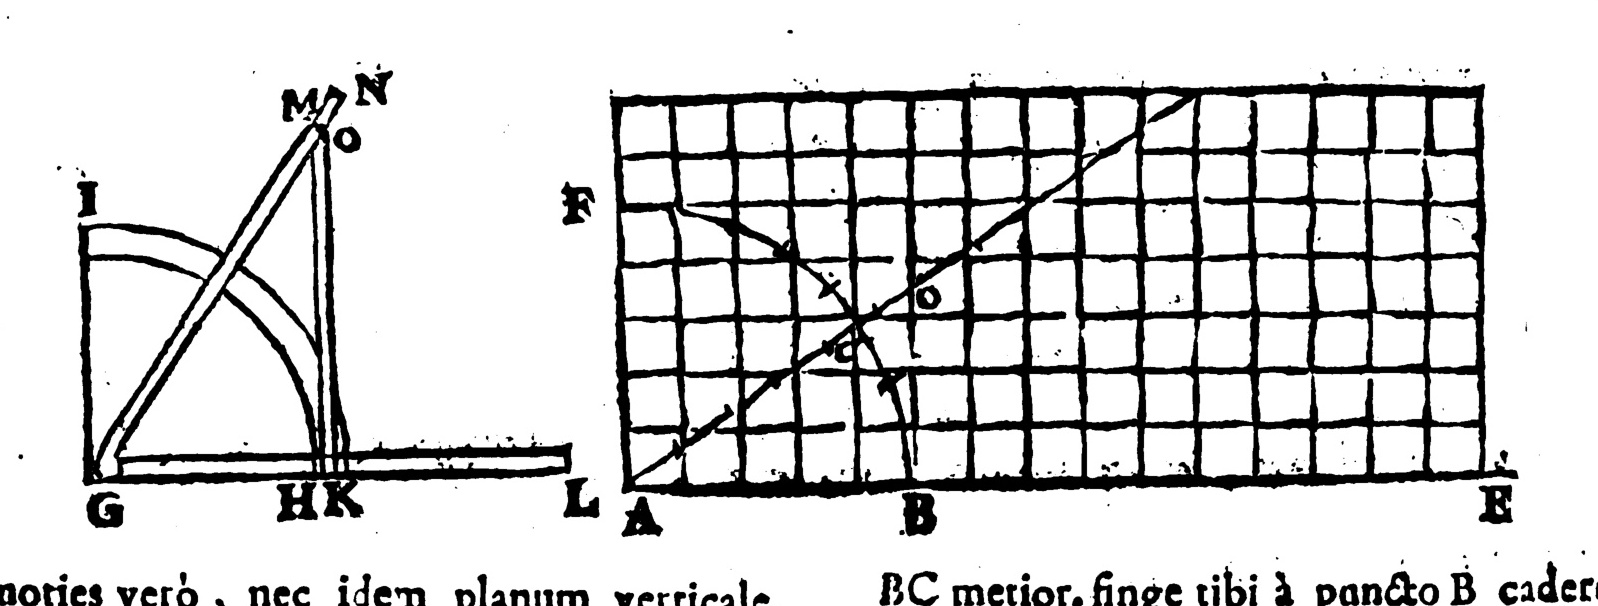 M N
O
I
G H K L
F
O
C
A B E
noties verò, nec idem planum verticale
BC metior, finge tibi à puncto B cadere